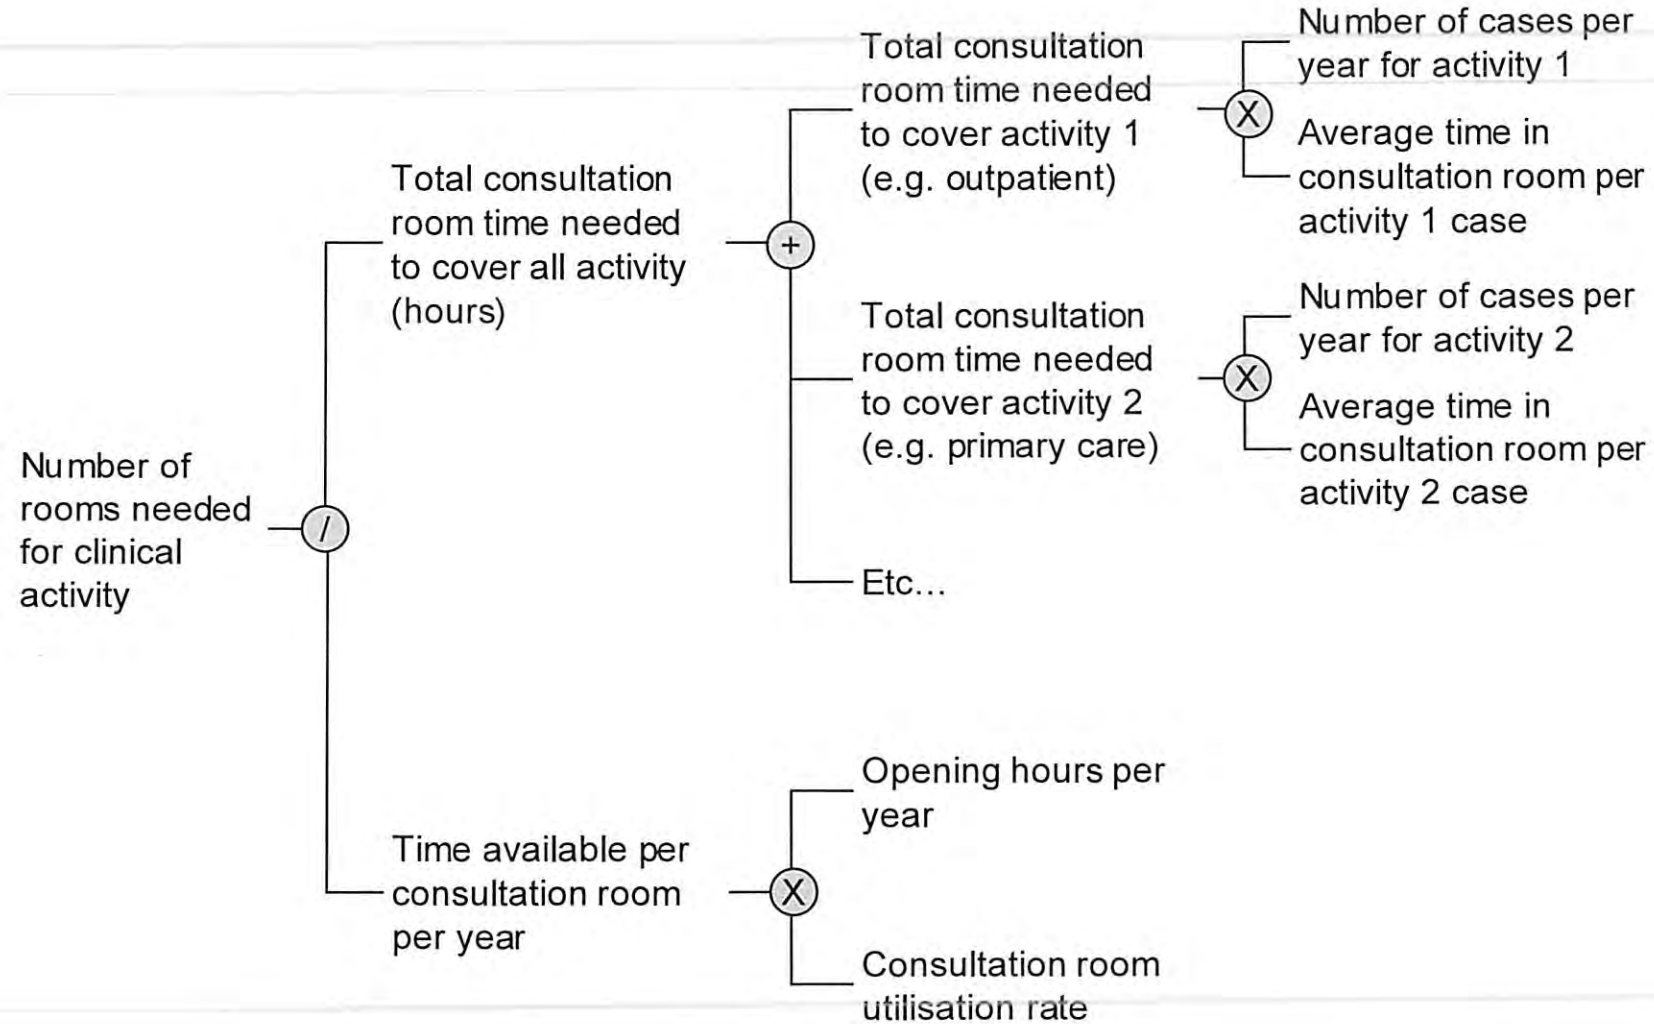 Number of
rooms needed
for clinical
activity
/
Total consultation
room time needed
to cover all activity
(hours)
+
Total consultation
room time needed
to cover activity 1
(e.g. outpatient)
X
Number of cases per
year for activity 1
Average time in
consultation room per
activity 1 case
Total consultation
room time needed
to cover activity 2
(e.g. primary care)
X
Number of cases per
year for activity 2
Average time in
consultation room per
activity 2 case
Etc...
Time available per
consultation room
per year
X
Opening hours per
year
Consultation room
utilisation rate